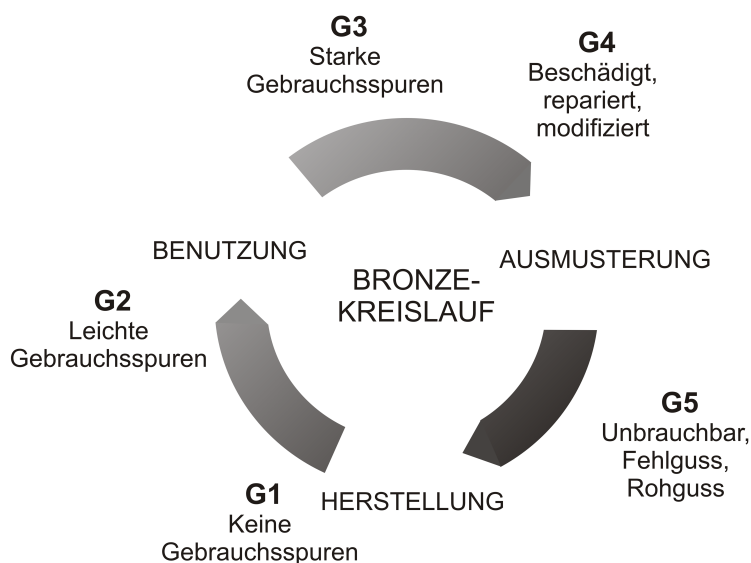 G3
Starke
Gebrauchsspuren
G4
Beschädigt,
repariert,
modifiziert
BENUTZUNG
AUSMUSTERUNG
BRONZE-
KREISLAUF
G2
Leichte
Gebrauchsspuren
G5
Unbrauchbar,
Fehlguss,
Rohguss
G1
Keine
Gebrauchsspuren
HERSTELLUNG